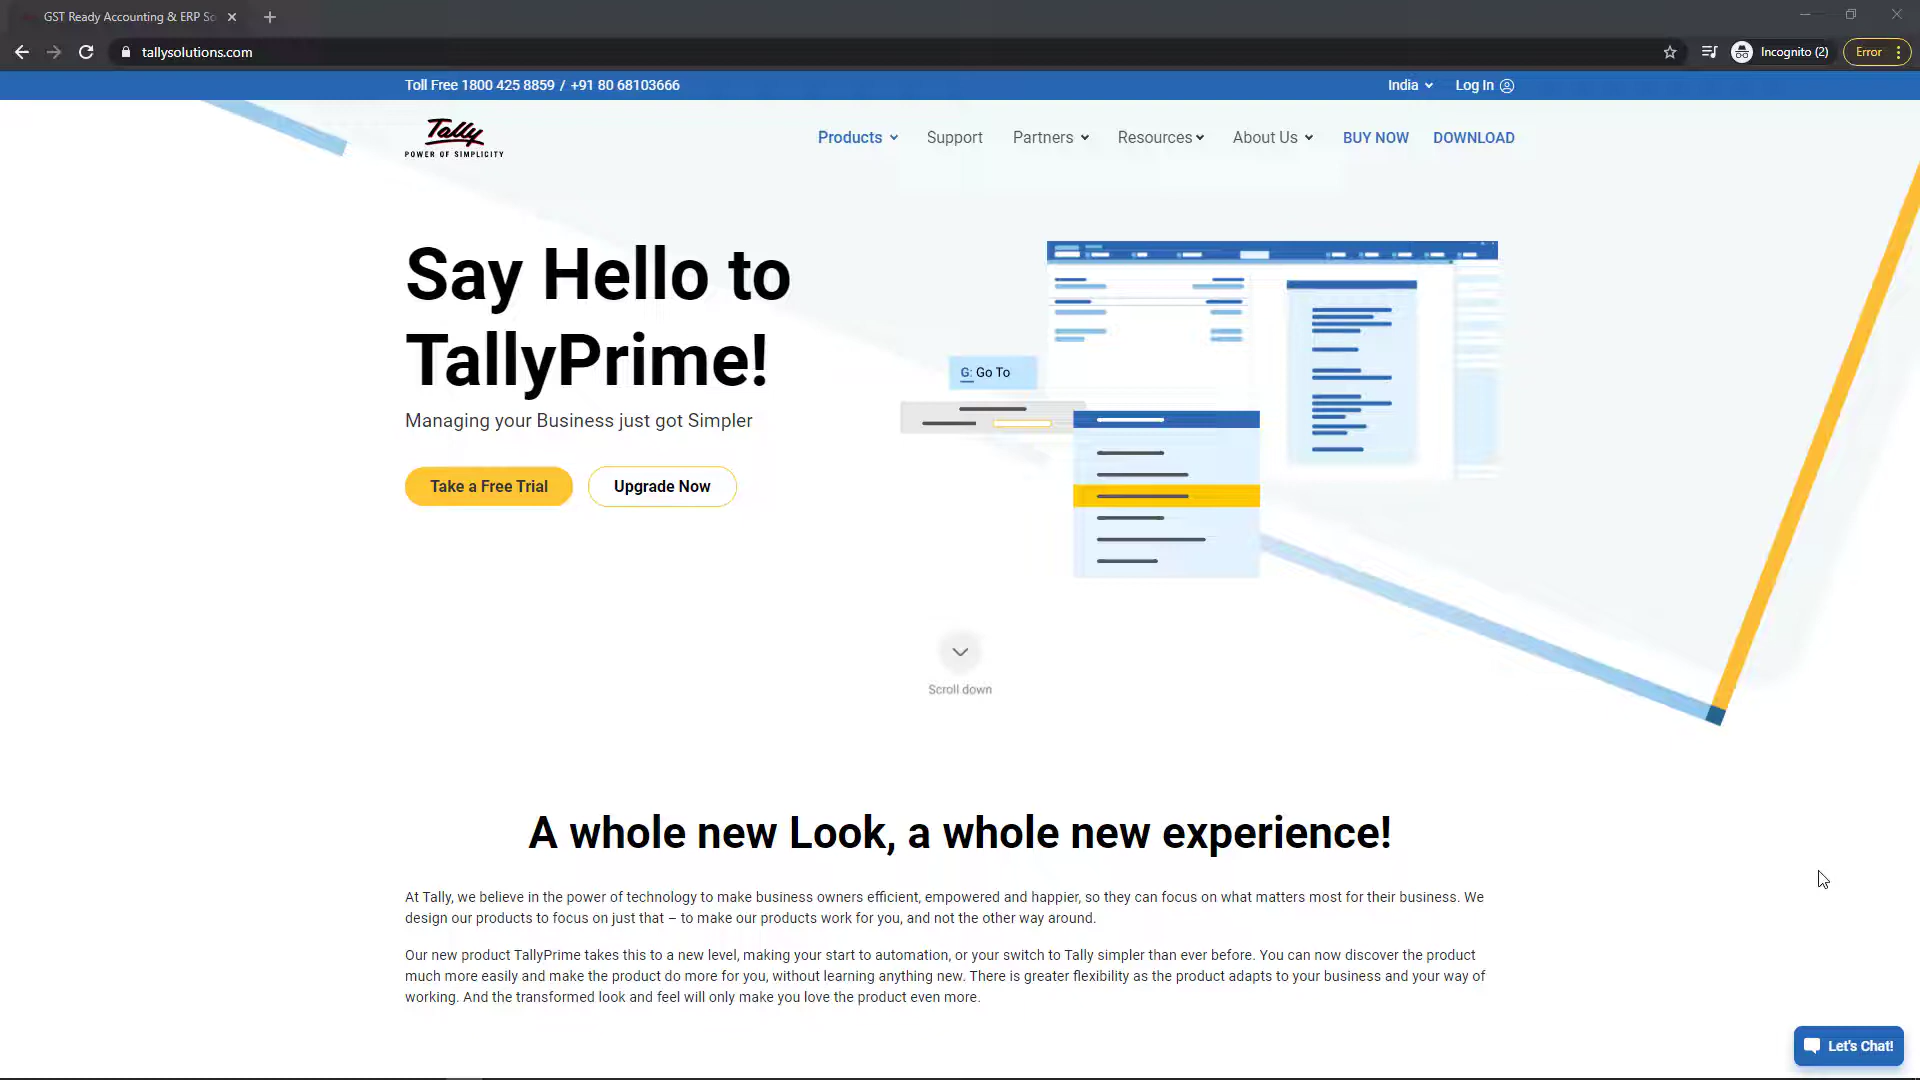 GST Ready Accounting & ERP So
tallysolutions.com
Incognito (2)
Error
Toll Free 1800 425 8859 / +91 80 68103666
India
Log In
Tally
POWER OF SIMPLICITY
Products
Support
Partners
Resources
About Us
BUY NOW
DOWNLOAD
Say Hello to
TallyPrime!
Managing your Business just got Simpler
Take a Free Trial
Upgrade Now
G: Go To
Scroll down
A whole new Look, a whole new experience!
At Tally, we believe in the power of technology to make business owners efficient, empowered and happier, so they can focus on what matters most for their business. We
design our products to focus on just that – to make our products work for you, and not the other way around.
Our new product TallyPrime takes this to a new level, making your start to automation, or your switch to Tally simpler than ever before. You can now discover the product
much more easily and make the product do more for you, without learning anything new. There is greater flexibility as the product adapts to your business and your way of
working. And the transformed look and feel will only make you love the product even more.
Let's Chat!